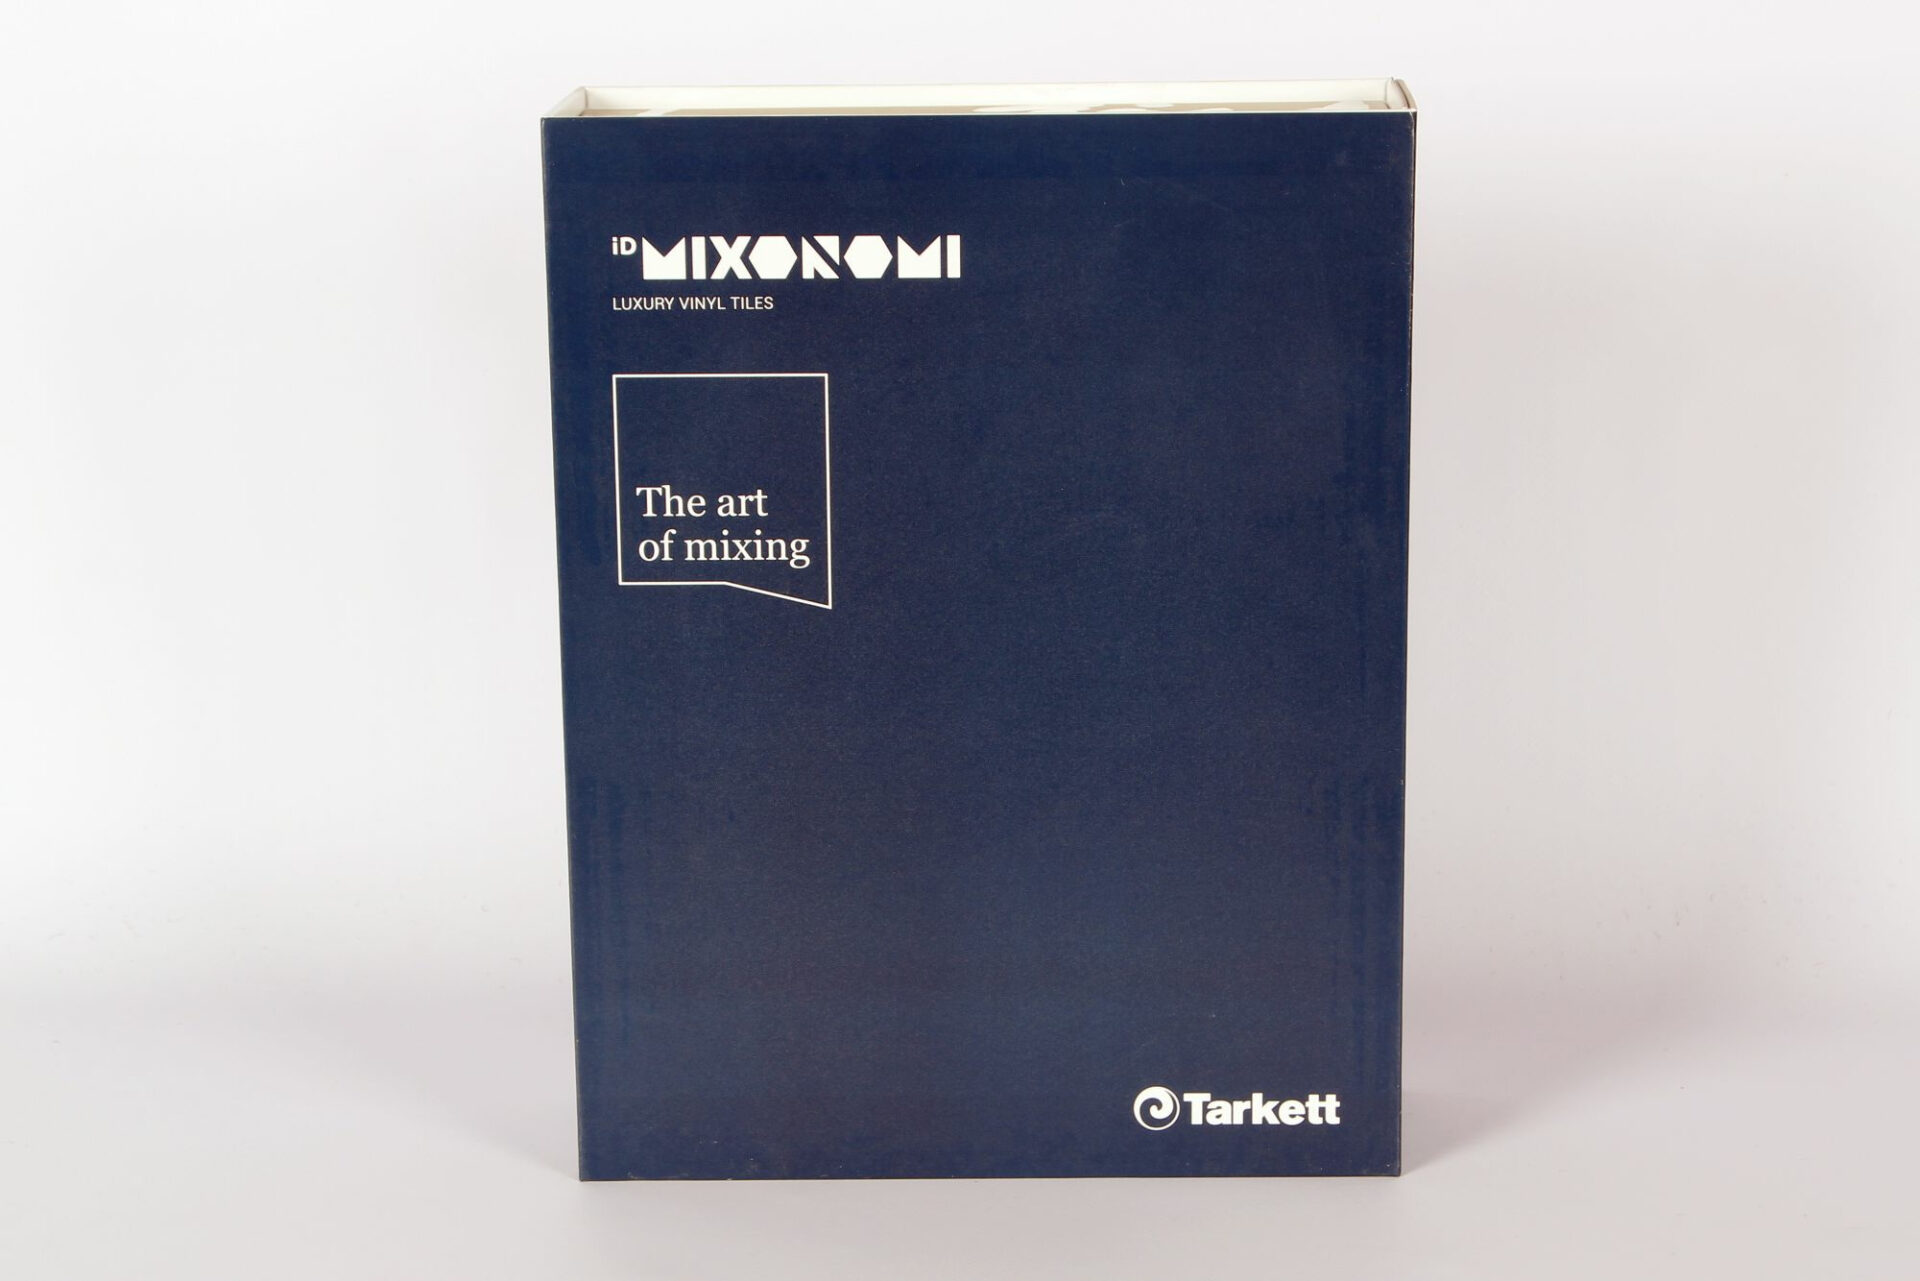 iD MIXONOMI
LUXURY VINYL TILES
The art
of mixing
Tarkett